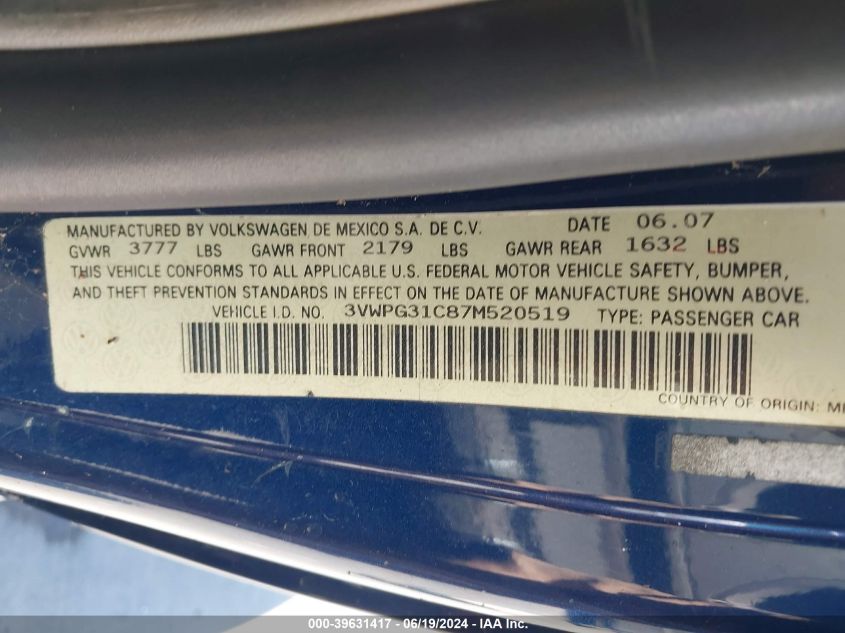 MANUFACTURED BY VOLKSWAGEN DE MEXICO S.A. DE C.V. DATE 06.07
GVWR 3777 LBS GAWR FRONT 2179 LBS GAWR REAR 1632 LBS
THIS VEHICLE CONFORMS TO ALL APPLICABLE U.S. FEDERAL MOTOR VEHICLE SAFETY, BUMPER,
AND THEFT PREVENTION STANDARDS IN EFFECT ON THE DATE OF MANUFACTURE SHOWN ABOVE.
VEHICLE I.D. NO. 3VWPG31C87M520519 TYPE: PASSENGER CAR
COUNTRY OF ORIGIN:
000-39631417 - 06/19/2024 - IAA Inc.